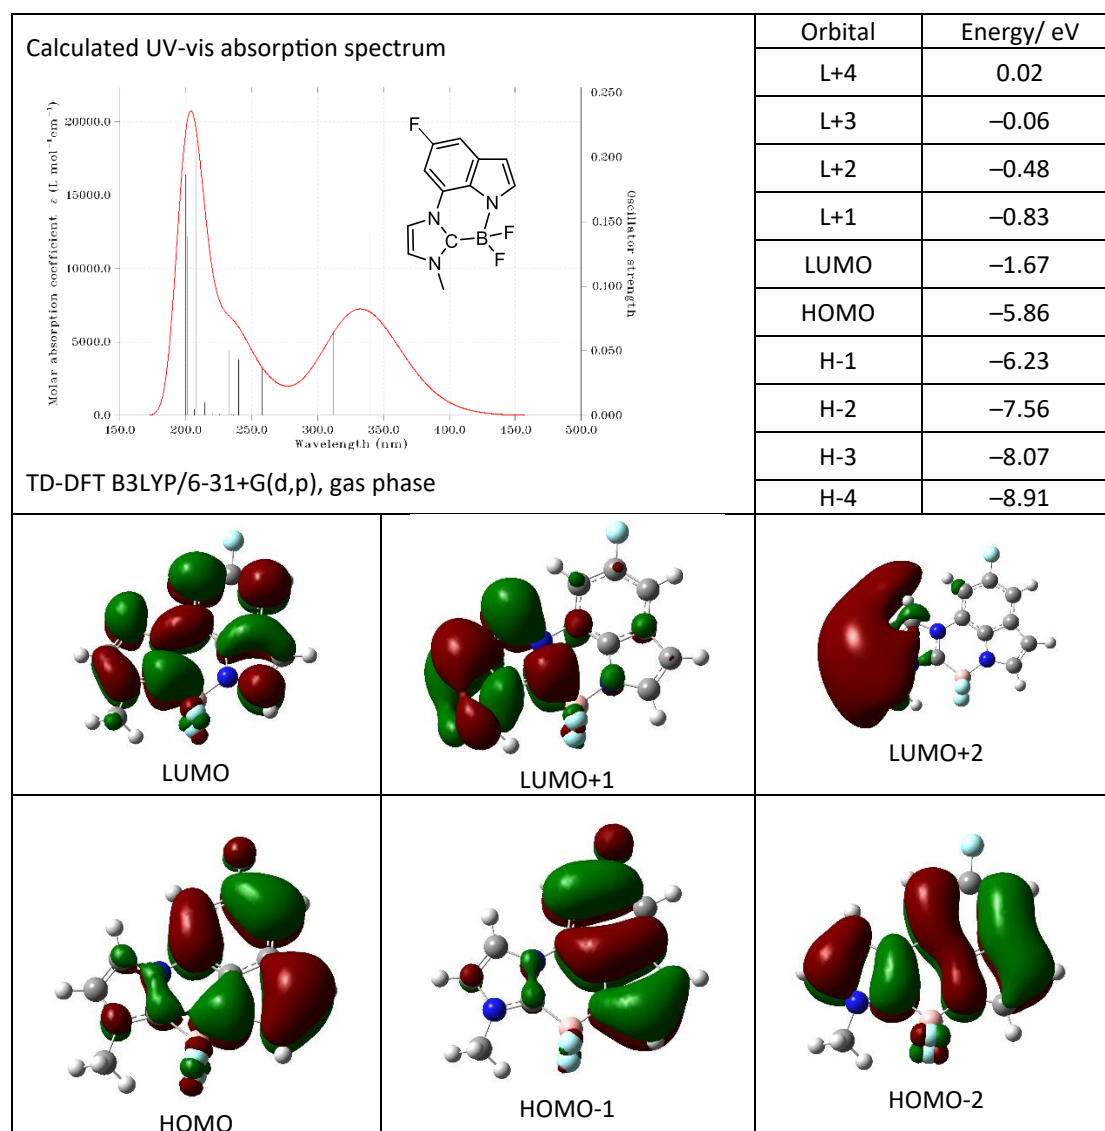 Calculated UV-vis absorption spectrum
Molar absorption coefficient ε (L mol⁻¹cm⁻¹)
20000.0
15000.0
10000.0
5000.0
0.0
150.0 200.0 250.0 300.0 350.0 400.0 450.0 500.0
Wavelength (nm)
0.250
0.200
0.150
0.100
0.050
0.000
Oscillator strength
F
N
N
C
B
F
F
N
TD-DFT B3LYP/6-31+G(d,p), gas phase
Orbital Energy/ eV
L+4 0.02
L+3 –0.06
L+2 –0.48
L+1 –0.83
LUMO –1.67
HOMO –5.86
H-1 –6.23
H-2 –7.56
H-3 –8.07
H-4 –8.91
LUMO
LUMO+1
LUMO+2
HOMO
HOMO-1
HOMO-2